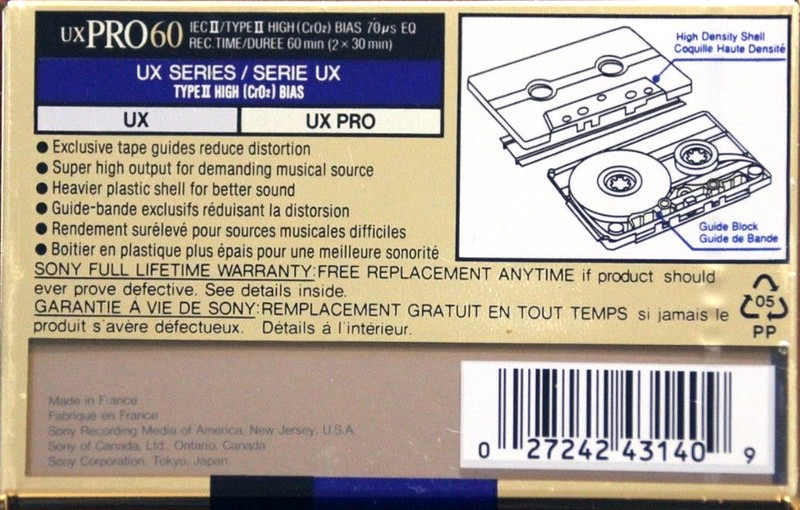 UX PRO60 IEC II/TYPE II HIGH (CrO₂) BIAS 70µs EQ
REC.TIME/DUREE 60 min (2×30 min)
UX SERIES / SERIE UX
TYPE II HIGH (CrO₂) BIAS
UX UX PRO
● Exclusive tape guides reduce distortion
● Super high output for demanding musical source
● Heavier plastic shell for better sound
● Guide-bande exclusifs réduisant la distorsion
● Rendement surélevé pour sources musicales difficiles
● Boitier en plastique plus épais pour une meilleure sonorité
High Density Shell
Coquille Haute Densité
Guide Block
Guide de Bande
SONY FULL LIFETIME WARRANTY:FREE REPLACEMENT ANYTIME if product should
ever prove defective. See details inside.
GARANTIE À VIE DE SONY:REMPLACEMENT GRATUIT EN TOUT TEMPS si jamais le
produit s'avère défectueux. Détails á l'intérieur.
05
PP
Made in France
Fabriqué en France
Sony Recording Media of America, New Jersey, U.S.A.
Sony of Canada, Ltd., Ontario, Canada
Sony Corporation, Tokyo, Japan
0 27242 43140 9